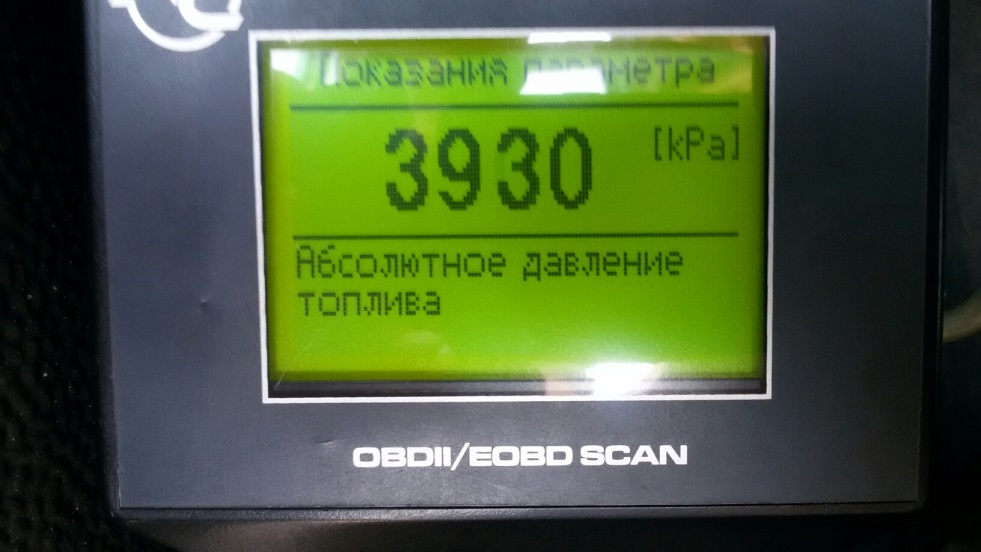 Показания параметра
3930 [kPa]
Абсолютное давление
топлива
OBDII/EOBD SCAN